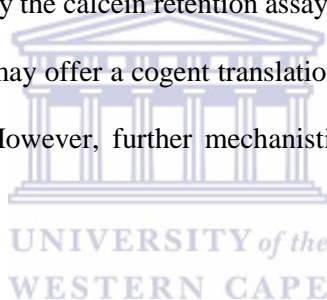 y the calcein retention assay
may offer a cogent translatio
However, further mechanisti
UNIVERSITY of the
WESTERN CAPE